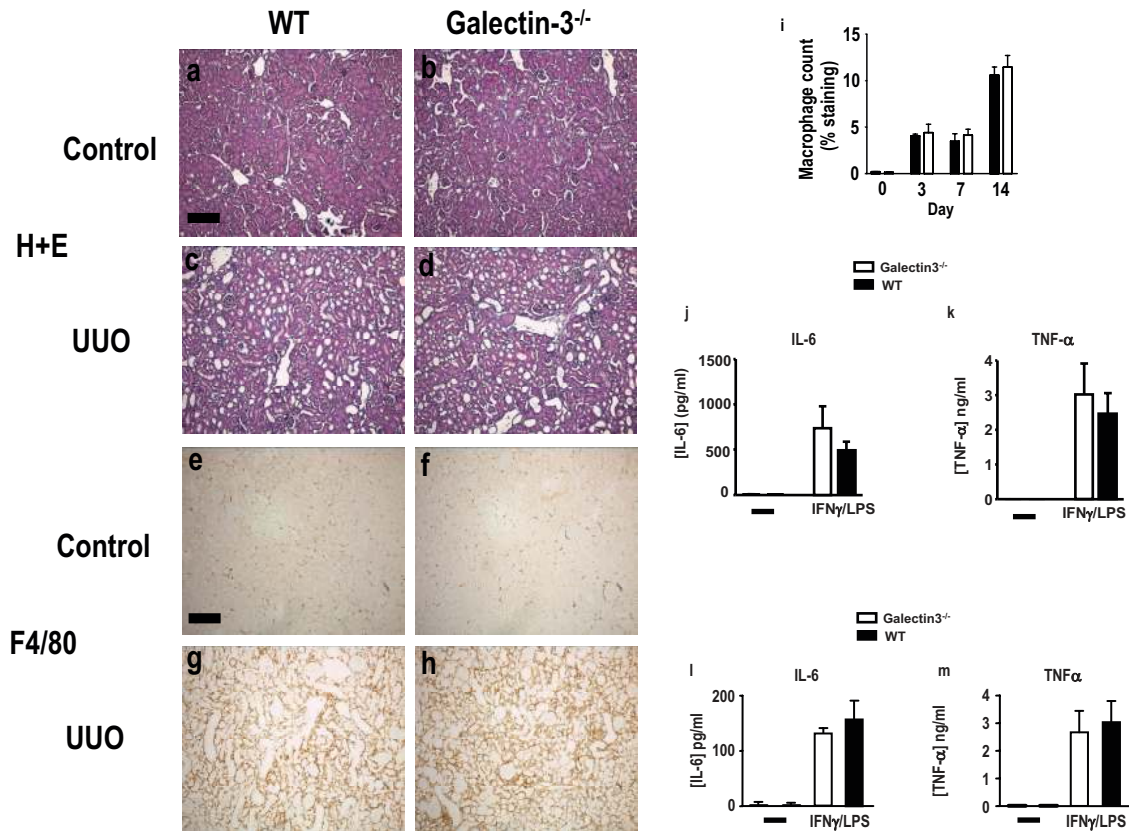 WT
Galectin-3-/-
Control
H+E
UUO
Control
F4/80
UUO
a
b
c
d
e
f
g
h
i
Macrophage count
(% staining)
15
10
5
0
0 3 7 14
Day
Galectin3-/-
WT
j
IL-6
[IL-6] (pg/ml)
1500
1000
500
0
IFNγ/LPS
k
TNF-α
[TNF-α] ng/ml
4
3
2
1
0
IFNγ/LPS
Galectin3-/-
WT
l
IL-6
[IL-6] pg/ml
200
100
0
IFNγ/LPS
m
TNFα
[TNF-α] ng/ml
4
3
2
1
0
IFNγ/LPS